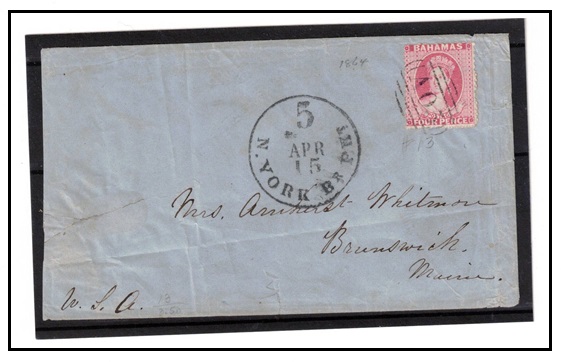 BAHAMAS
FOUR PENCE
1864
5
N. YORK BR PKT
APR
15
Mrs. Amherst Whitmore
Brunswick.
Maine.
U. S. A.